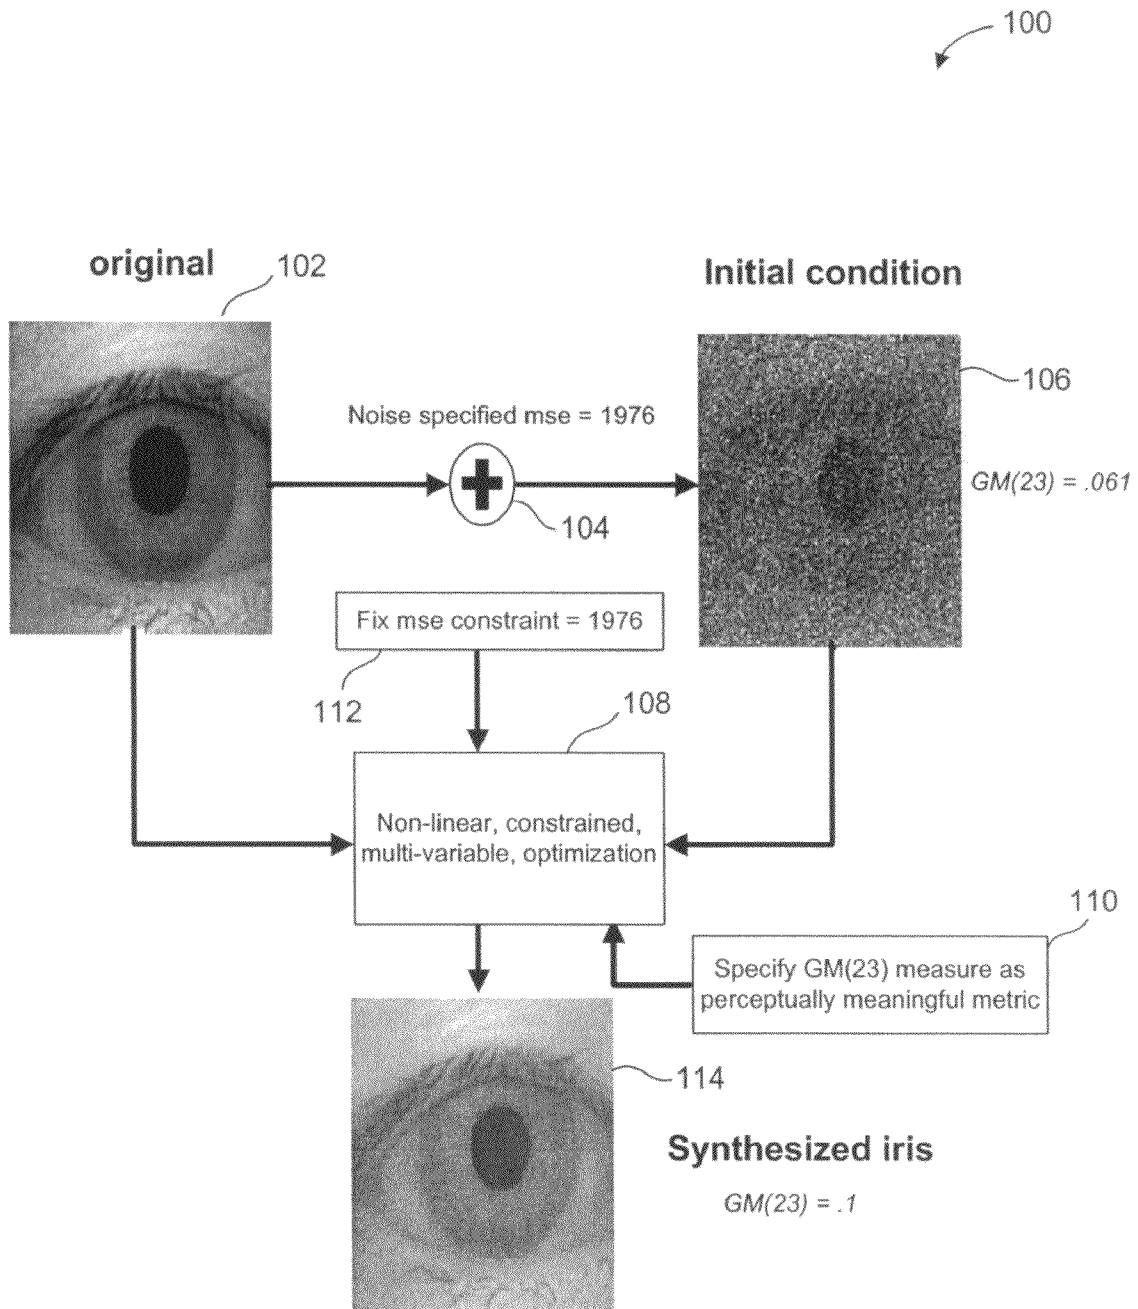 100
original
102
Initial condition
106
Noise specified mse = 1976
GM(23) = .061
104
Fix mse constraint = 1976
112
108
Non-linear, constrained,
multi-variable, optimization
110
Specify GM(23) measure as
perceptually meaningful metric
114
Synthesized iris
GM(23) = .1